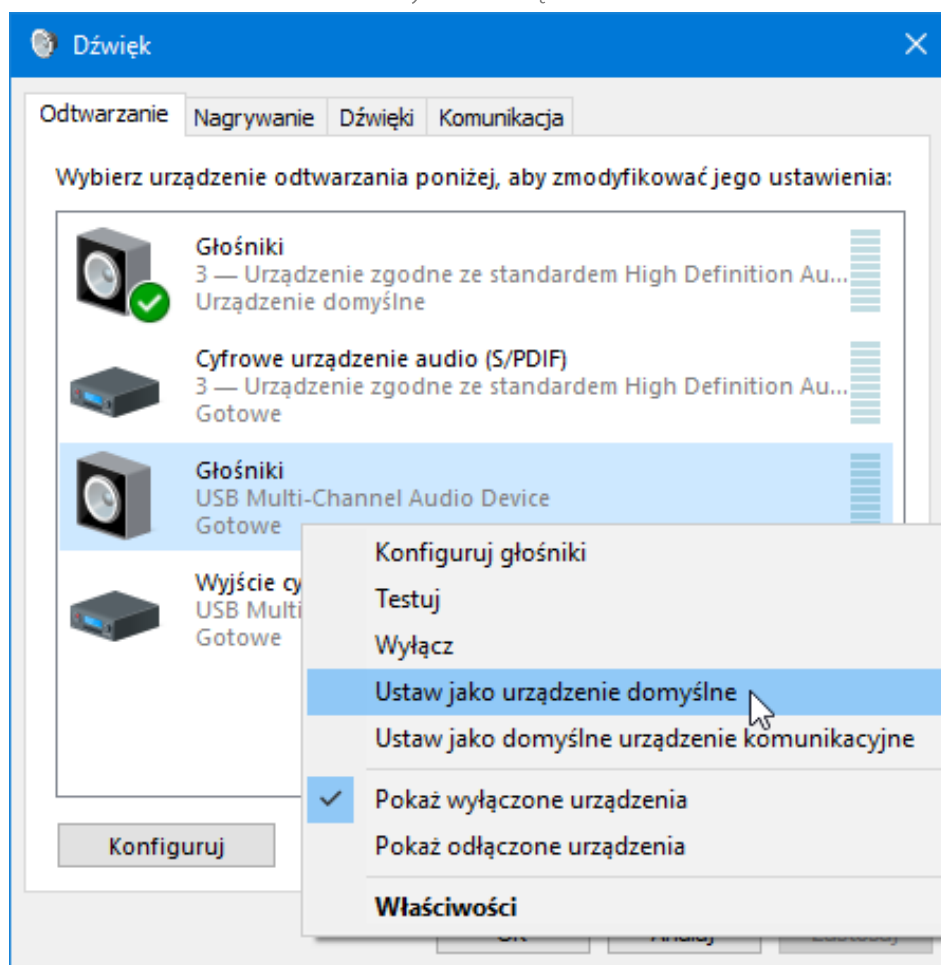 Dźwięk
Odtwarzanie Nagrywanie Dźwięki Komunikacja
Wybierz urządzenie odtwarzania poniżej, aby zmodyfikować jego ustawienia:
Głośniki
3 — Urządzenie zgodne ze standardem High Definition Au...
Urządzenie domyślne
Cyfrowe urządzenie audio (S/PDIF)
3 — Urządzenie zgodne ze standardem High Definition Au...
Gotowe
Głośniki
USB Multi-Channel Audio Device
Gotowe
Wyjście cy
USB Multi
Gotowe
Konfiguruj głośniki
Testuj
Wyłącz
Ustaw jako urządzenie domyślne
Ustaw jako domyślne urządzenie komunikacyjne
Pokaż wyłączone urządzenia
Pokaż odłączone urządzenia
Właściwości
Konfiguruj